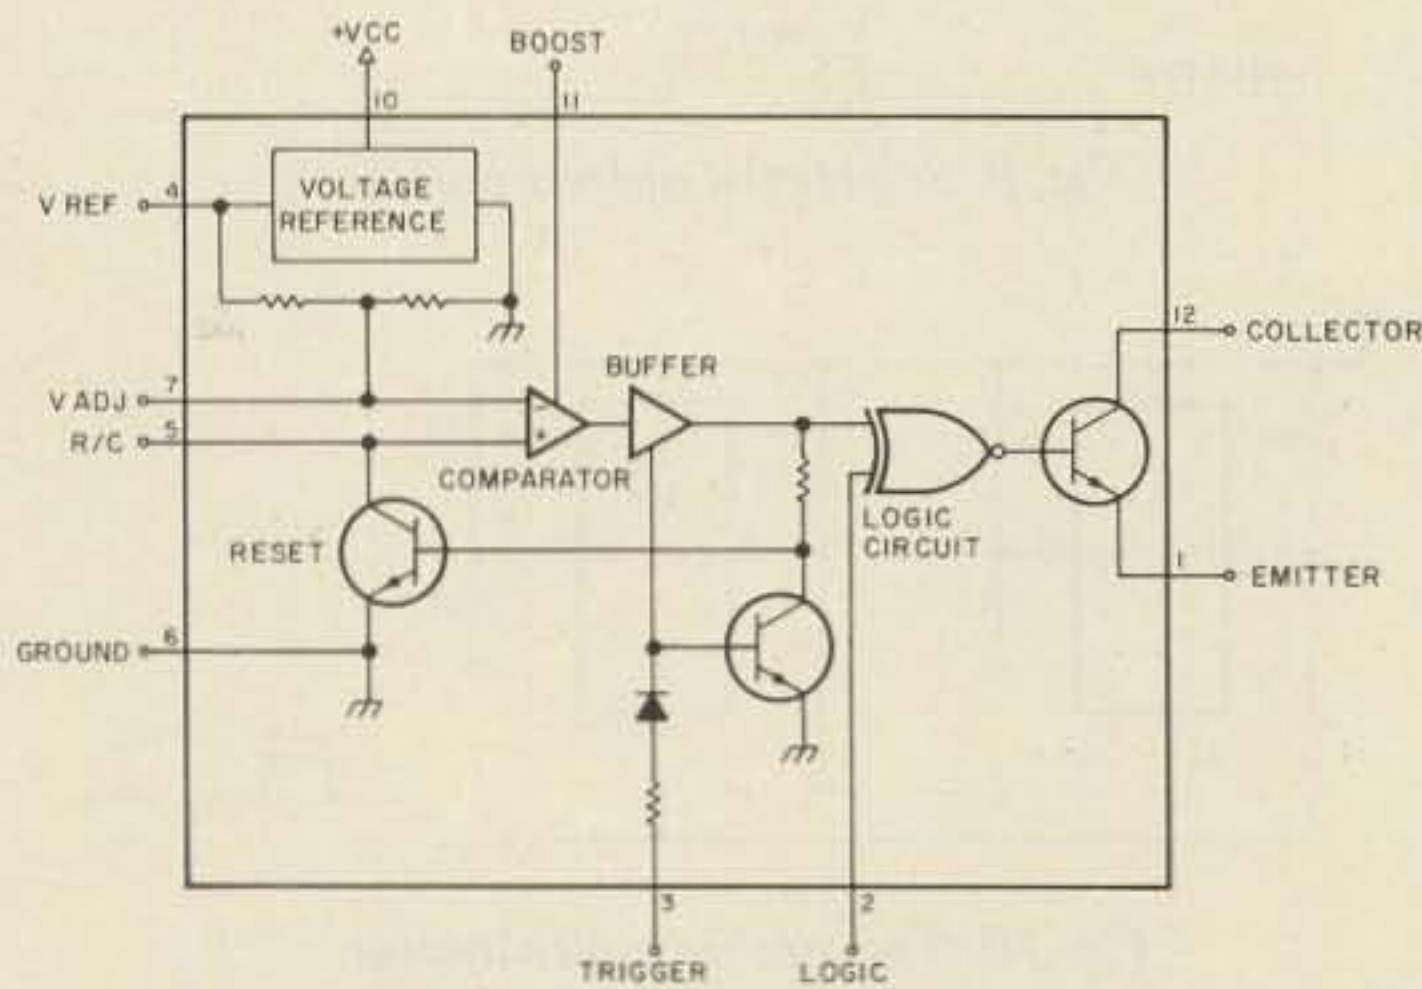 +VCC
BOOST
10
11
4
V REF
VOLTAGE
REFERENCE
12
COLLECTOR
BUFFER
7
V ADJ
-
5
R/C
+
COMPARATOR
LOGIC
CIRCUIT
RESET
1
EMITTER
6
GROUND
3
2
TRIGGER
LOGIC